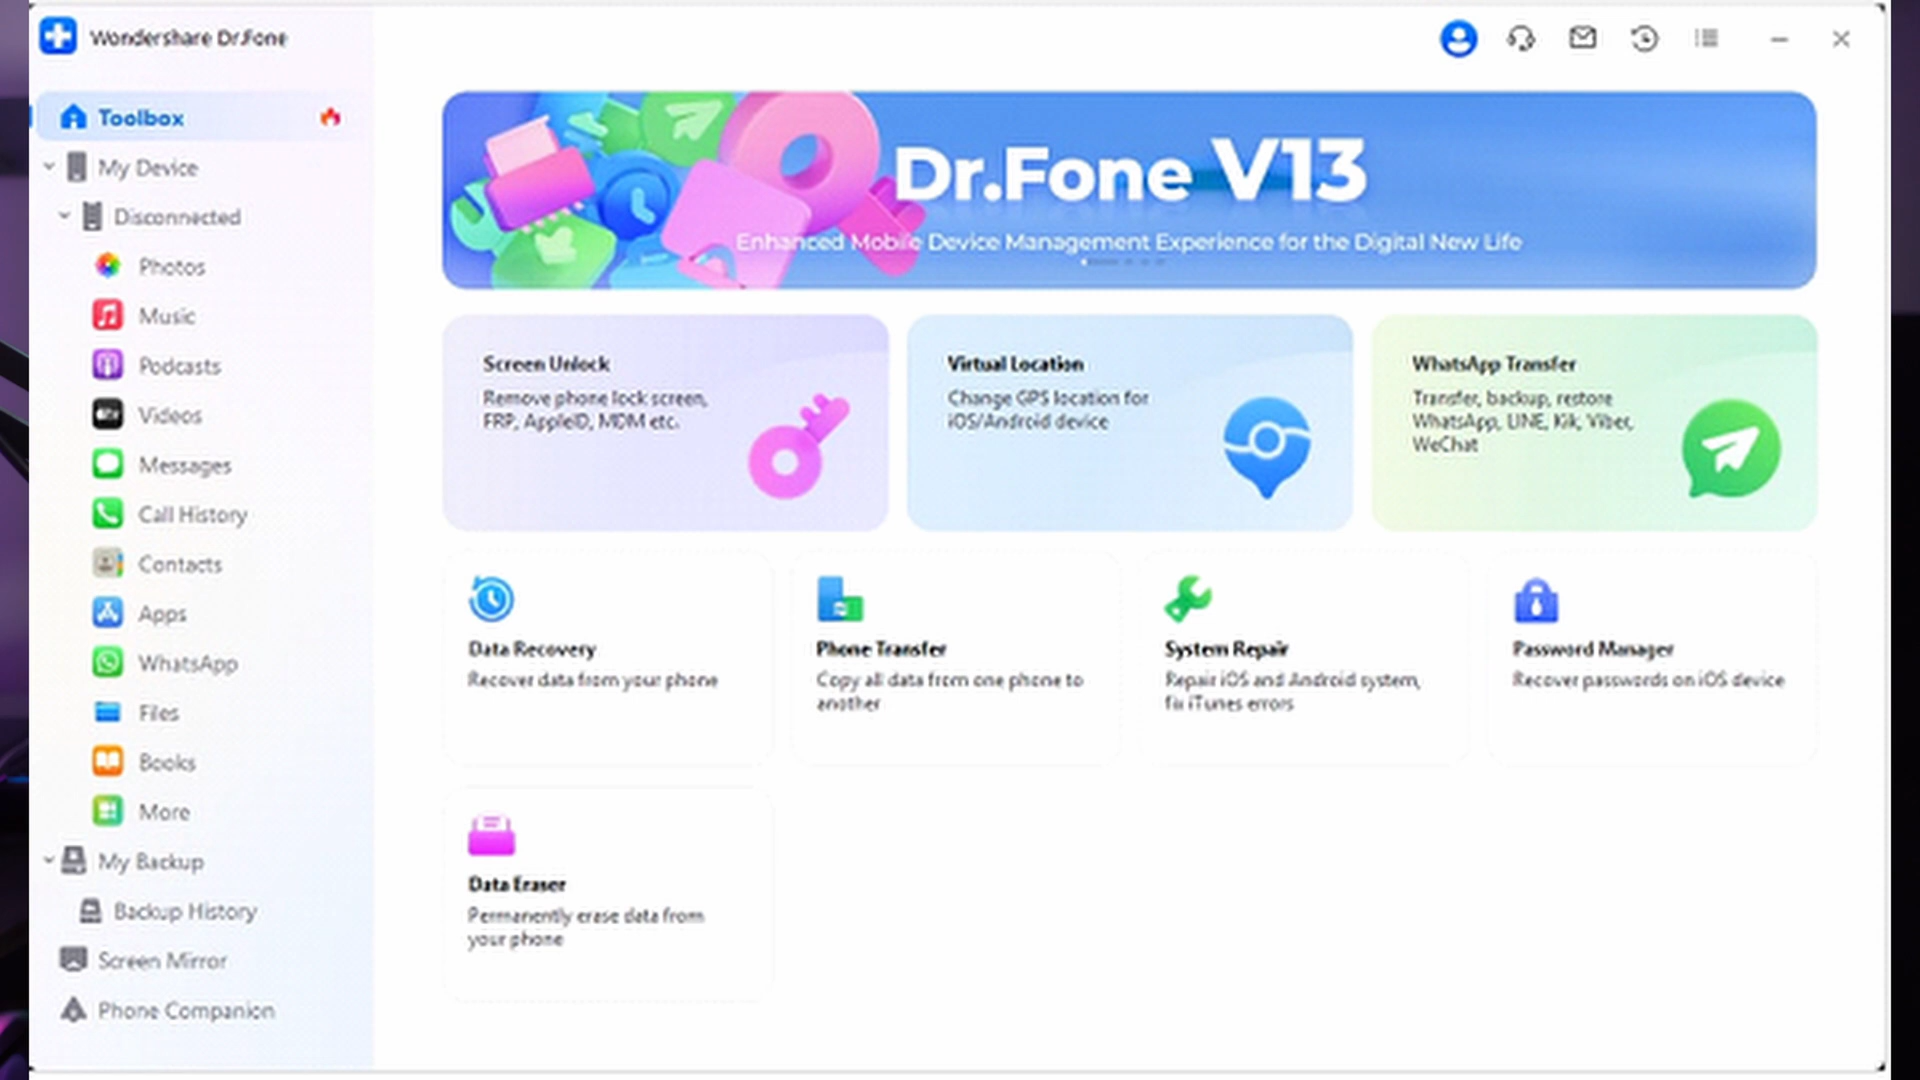 Wondershare Dr.Fone
Toolbox
My Device
Disconnected
Photos
Music
Podcasts
Videos
Messages
Call History
Contacts
Apps
WhatsApp
Files
Books
More
My Backup
Backup History
Screen Mirror
Phone Companion
Dr.Fone V13
Enhanced Mobile Device Management Experience for the Digital New Life
Screen Unlock
Remove phone lock screen,
FRP, AppleID, MDM etc.
Virtual Location
Change GPS location for
iOS/Android device
WhatsApp Transfer
Transfer, backup, restore
WhatsApp, LINE, Kik, Viber,
WeChat
Data Recovery
Recover data from your phone
Phone Transfer
Copy all data from one phone to
another
System Repair
Repair iOS and Android system,
fix iTunes errors
Password Manager
Recover passwords on iOS device
Data Eraser
Permanently erase data from
your phone